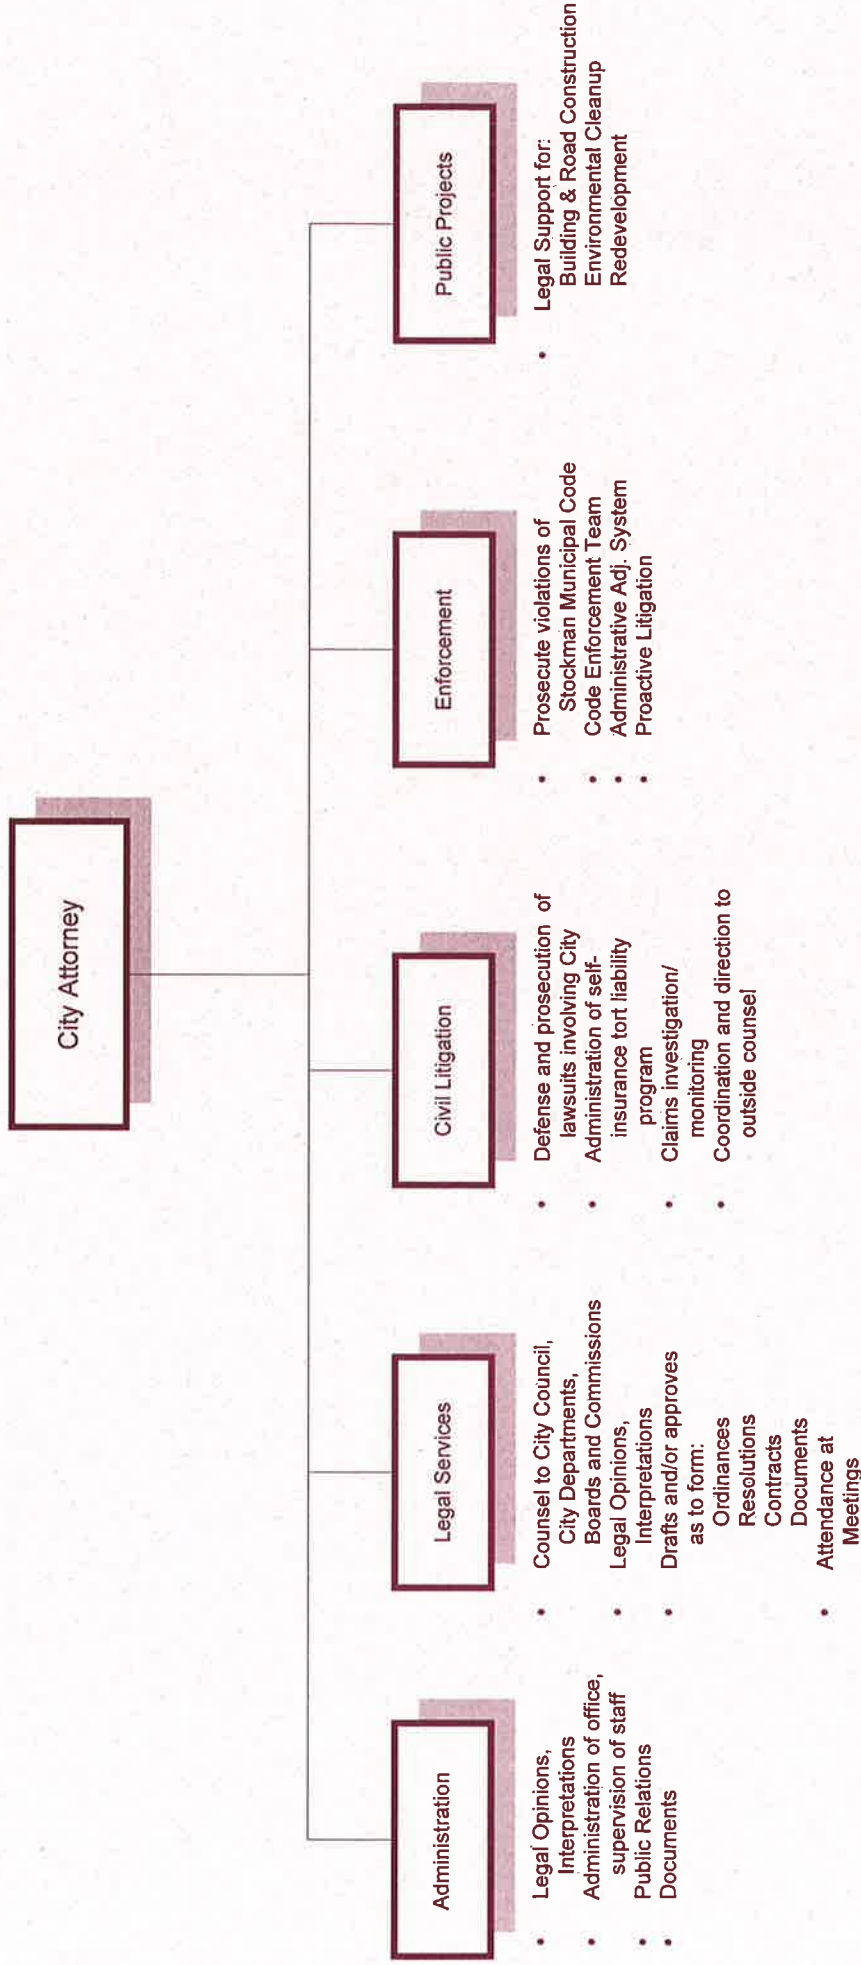 City Attorney
Administration
• Legal Opinions,
Interpretations
• Administration of office,
supervision of staff
• Public Relations
• Documents
Legal Services
• Counsel to City Council,
City Departments,
Boards and Commissions
• Legal Opinions,
Interpretations
• Drafts and/or approves
as to form:
Ordinances
Resolutions
Contracts
Documents
• Attendance at
Meetings
Civil Litigation
• Defense and prosecution of
lawsuits involving City
• Administration of self-
insurance tort liability
program
• Claims investigation/
monitoring
• Coordination and direction to
outside counsel
Enforcement
• Prosecute violations of
Stockman Municipal Code
• Code Enforcement Team
• Administrative Adj. System
• Proactive Litigation
Public Projects
• Legal Support for:
Building & Road Construction
Environmental Cleanup
Redevelopment